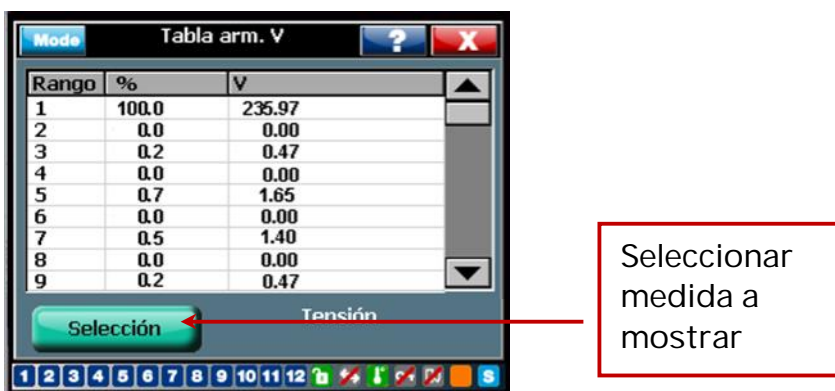 Mode Tabla arm. V ? X
Rango % V
1 100.0 235.97
2 0.0 0.00
3 0.2 0.47
4 0.0 0.00
5 0.7 1.65
6 0.0 0.00
7 0.5 1.40
8 0.0 0.00
9 0.2 0.47
Tensión
Selección
Seleccionar
medida a
mostrar
1 2 3 4 5 6 7 8 9 10 11 12 S